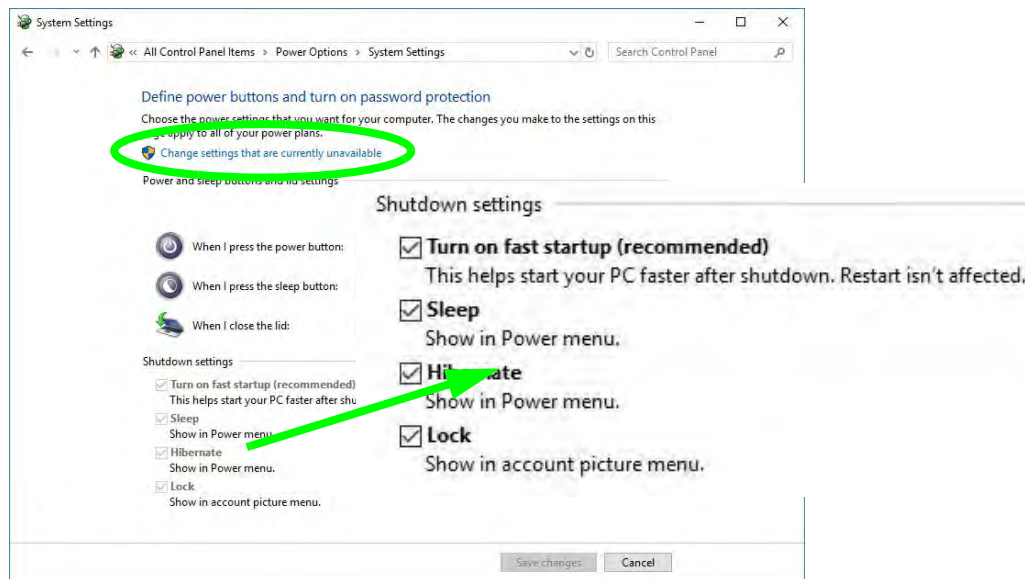 System Settings
« All Control Panel Items > Power Options > System Settings
Search Control Panel
Define power buttons and turn on password protection
Choose the power settings that you want for your computer. The changes you make to the settings on this
apply to all of your power plans.
Change settings that are currently unavailable
Power and sleep buttons and lid settings
When I press the power button:
When I press the sleep button:
When I close the lid:
Shutdown settings
Turn on fast startup (recommended)
This helps start your PC faster after shu
Sleep
Show in Power menu.
Hibernate
Show in Power menu.
Lock
Show in account picture menu.
Shutdown settings
Turn on fast startup (recommended)
This helps start your PC faster after shutdown. Restart isn't affected.
Sleep
Show in Power menu.
Hibernate
Show in Power menu.
Lock
Show in account picture menu.
Save changes
Cancel